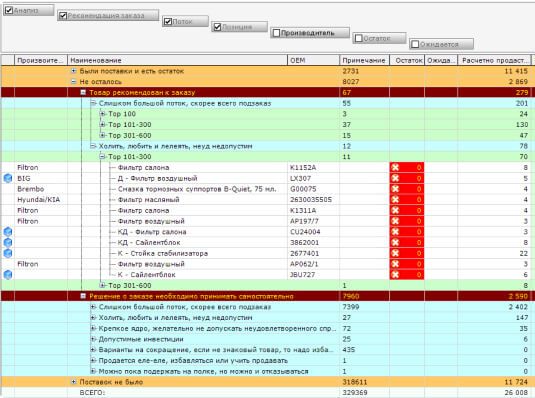 Анализ
Рекомендация заказа
Поток
Позиция
Производитель
Остаток
Ожидается
Произвоите... Наименование OEM Примечание Остаток Ожида... Расчетно продаст...
Были поставки и есть остаток 2731 11 415
Не осталось 8027 2 869
Товар рекомендован к заказу 67 279
Слишком большой поток, скорее всего подзаказ 55 201
Top 100 3 24
Top 101-300 37 130
Top 301-600 15 47
Холить, любить и лелеять, неуд недопустим 12 78
Top 101-300 11 70
Filtron Фильтр салона K1152A 0 8
BIG Д - Фильтр воздушный LX307 0 5
Brembo Смазка тормозных суппортов B-Quiet, 75 мл. G00075 0 4
Hyundai/KIA Фильтр масляный 2630035505 0 4
Filtron Фильтр салона K1311A 0 4
Filtron Фильтр воздушный AP197/7 0 3
КД - Фильтр салона CU24004 0 3
КД - Сайлентблок 3862001 0 8
К - Стойка стабилизатора 2677401 0 22
Filtron Фильтр воздушный AP062/1 0 3
К - Сайлентблок JBU727 0 6
Top 301-600 1 8
Решение о заказе необходимо принимать самостоятельно 7960 2 590
Слишком большой поток, скорее всего подзаказ 7399 2 402
Холить, любить и лелеять, неуд недопустим 27 147
Крепкое ядро, желательно не допускать неудовлетворенного спр... 72 35
Допустимые инвестиции 25 6
Варианты на сокращение, если не знаковый товар, то надо изба... 435 0
Продается еле-еле, избавляться или учить продавать 1 0
Можно пока подержать на полке, но можно и отказываться 1 0
Поставок не было 318611 11 724
ВСЕГО: 329369 26 008